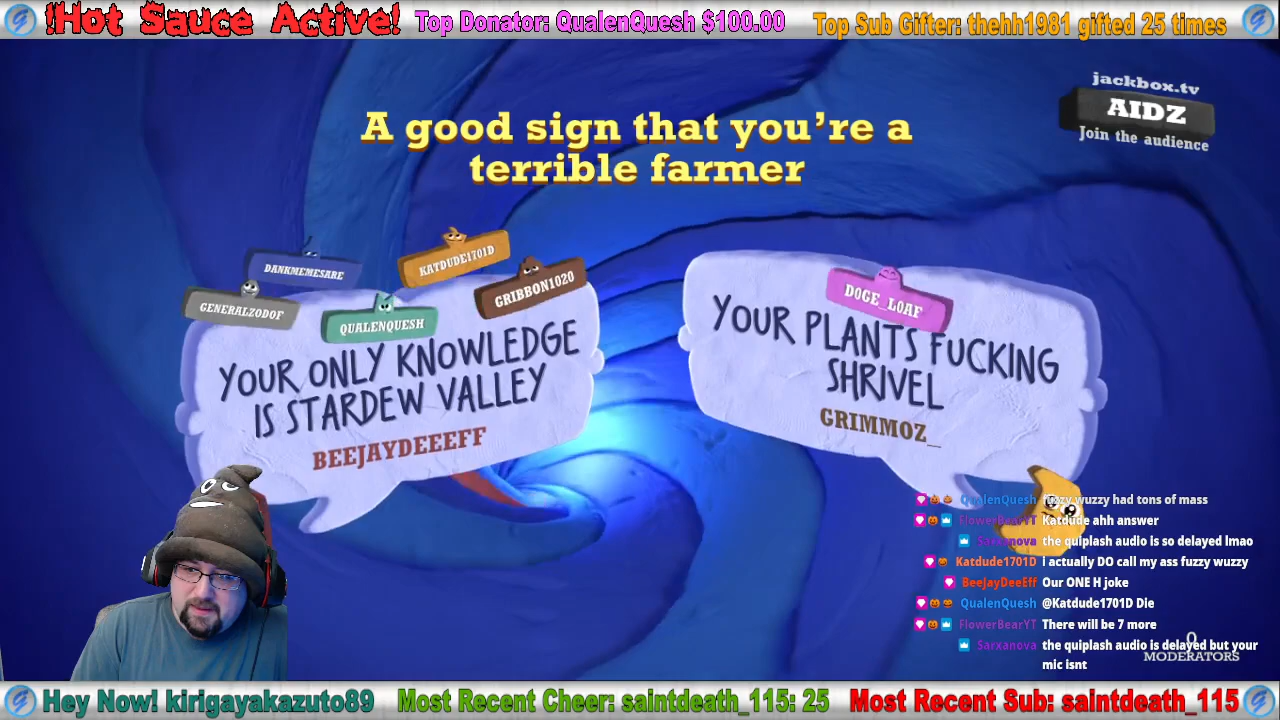 !Hot Sauce Active!
Top Donator: QualenQuesh $100.00
Top Sub Gifter: thehh1981 gifted 25 times
jackbox.tv
AIDZ
Join the audience
A good sign that you're a
terrible farmer
DANKMEMESARE
KATDUDE1701D
GENERALZODOF
QUALENQUESH
GRIBBON1020
YOUR ONLY KNOWLEDGE
IS STARDEW VALLEY
BEEJAYDEEEFF
DOGE_LOAF
YOUR PLANTS FUCKING
SHRIVEL
GRIMMOZ_
QualenQuesh fuzzy wuzzy had tons of mass
FlowerBearYT Katdude ahh answer
Sarxanova the quiplash audio is so delayed lmao
Katdude1701D I actually DO call my ass fuzzy wuzzy
BeeJayDeeEff Our ONE H joke
QualenQuesh @Katdude1701D Die
FlowerBearYT There will be 7 more
Sarxanova the quiplash audio is delayed but your
mic isnt
0
MODERATORS
Hey Now! kirigayakazuto89
Most Recent Cheer: saintdeath_115: 25
Most Recent Sub: saintdeath_115